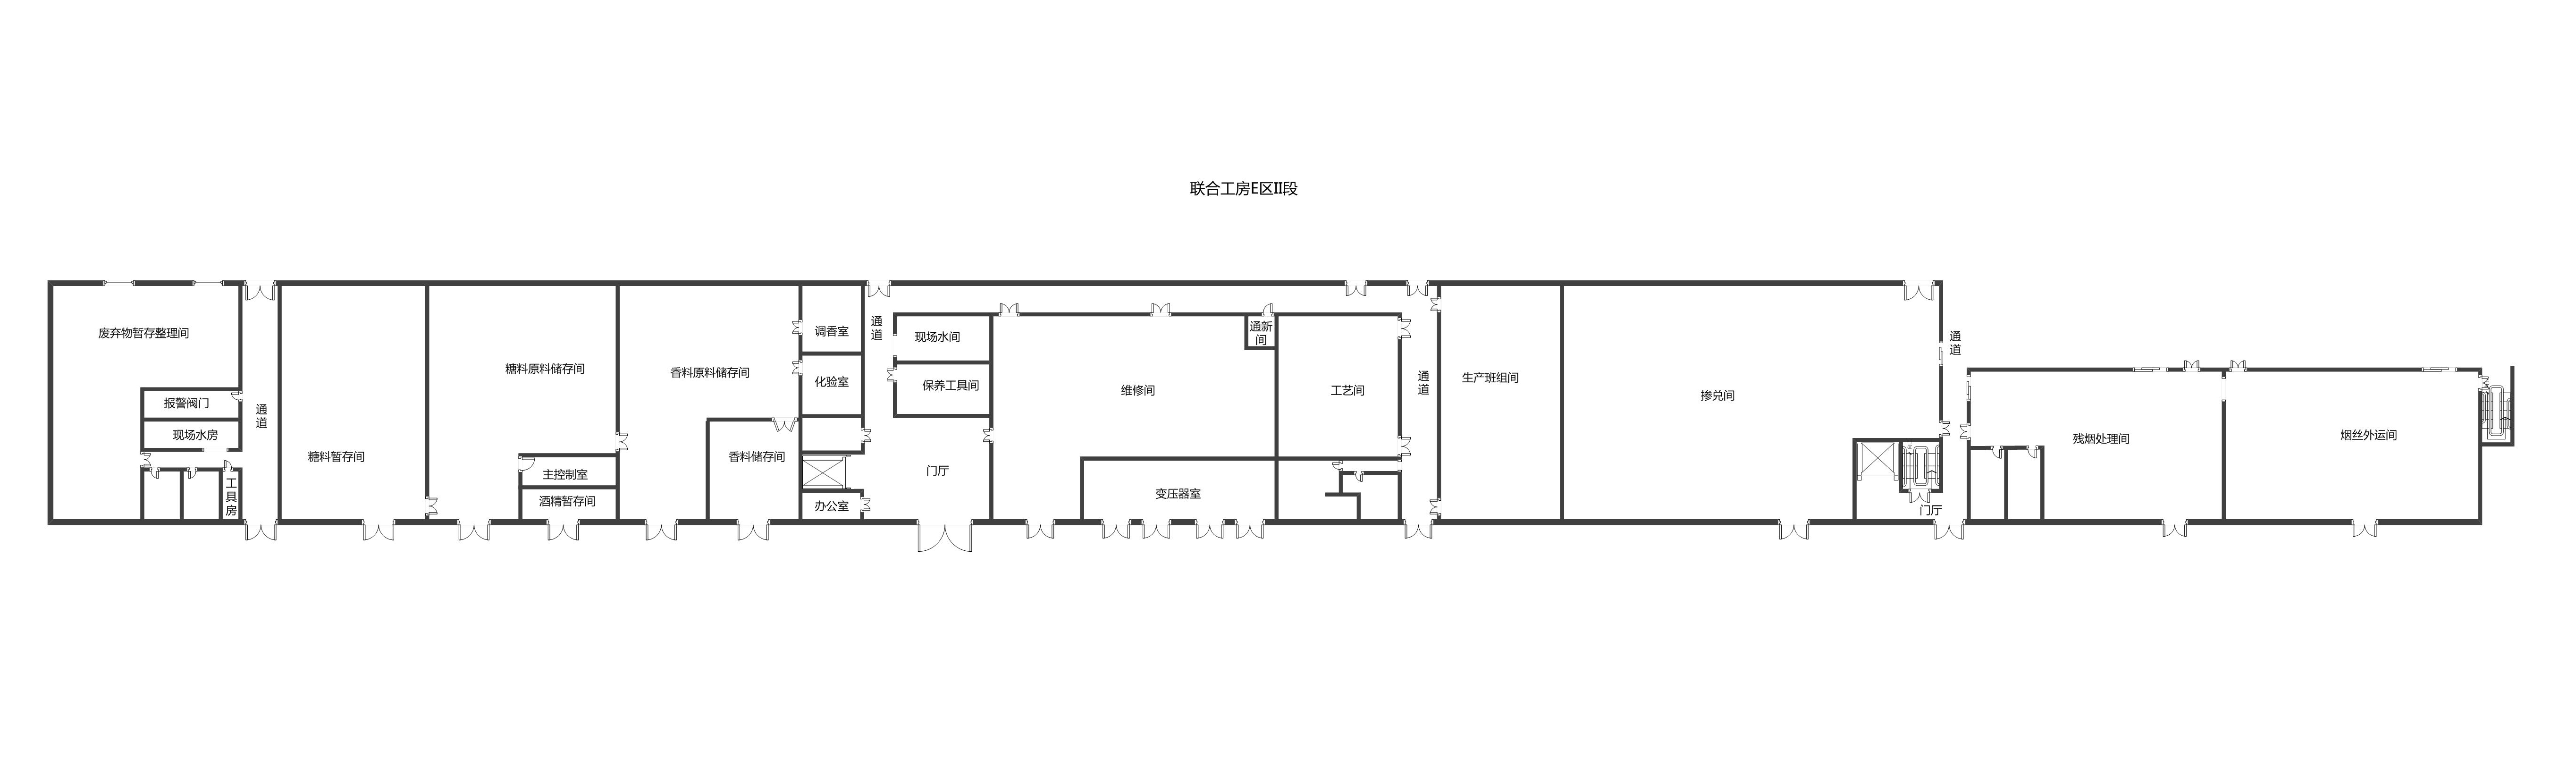 联合工房E区II段
废弃物暂存整理间
报警阀门
现场水房
工具房
通道
糖料暂存间
糖料原料储存间
主控制室
酒精暂存间
香料原料储存间
香料储存间
调香室
化验室
办公室
通道
现场水间
保养工具间
门厅
维修间
通新
间
变压器室
工艺间
通道
生产班组间
掺兑间
门厅
通道
残烟处理间
烟丝外运间